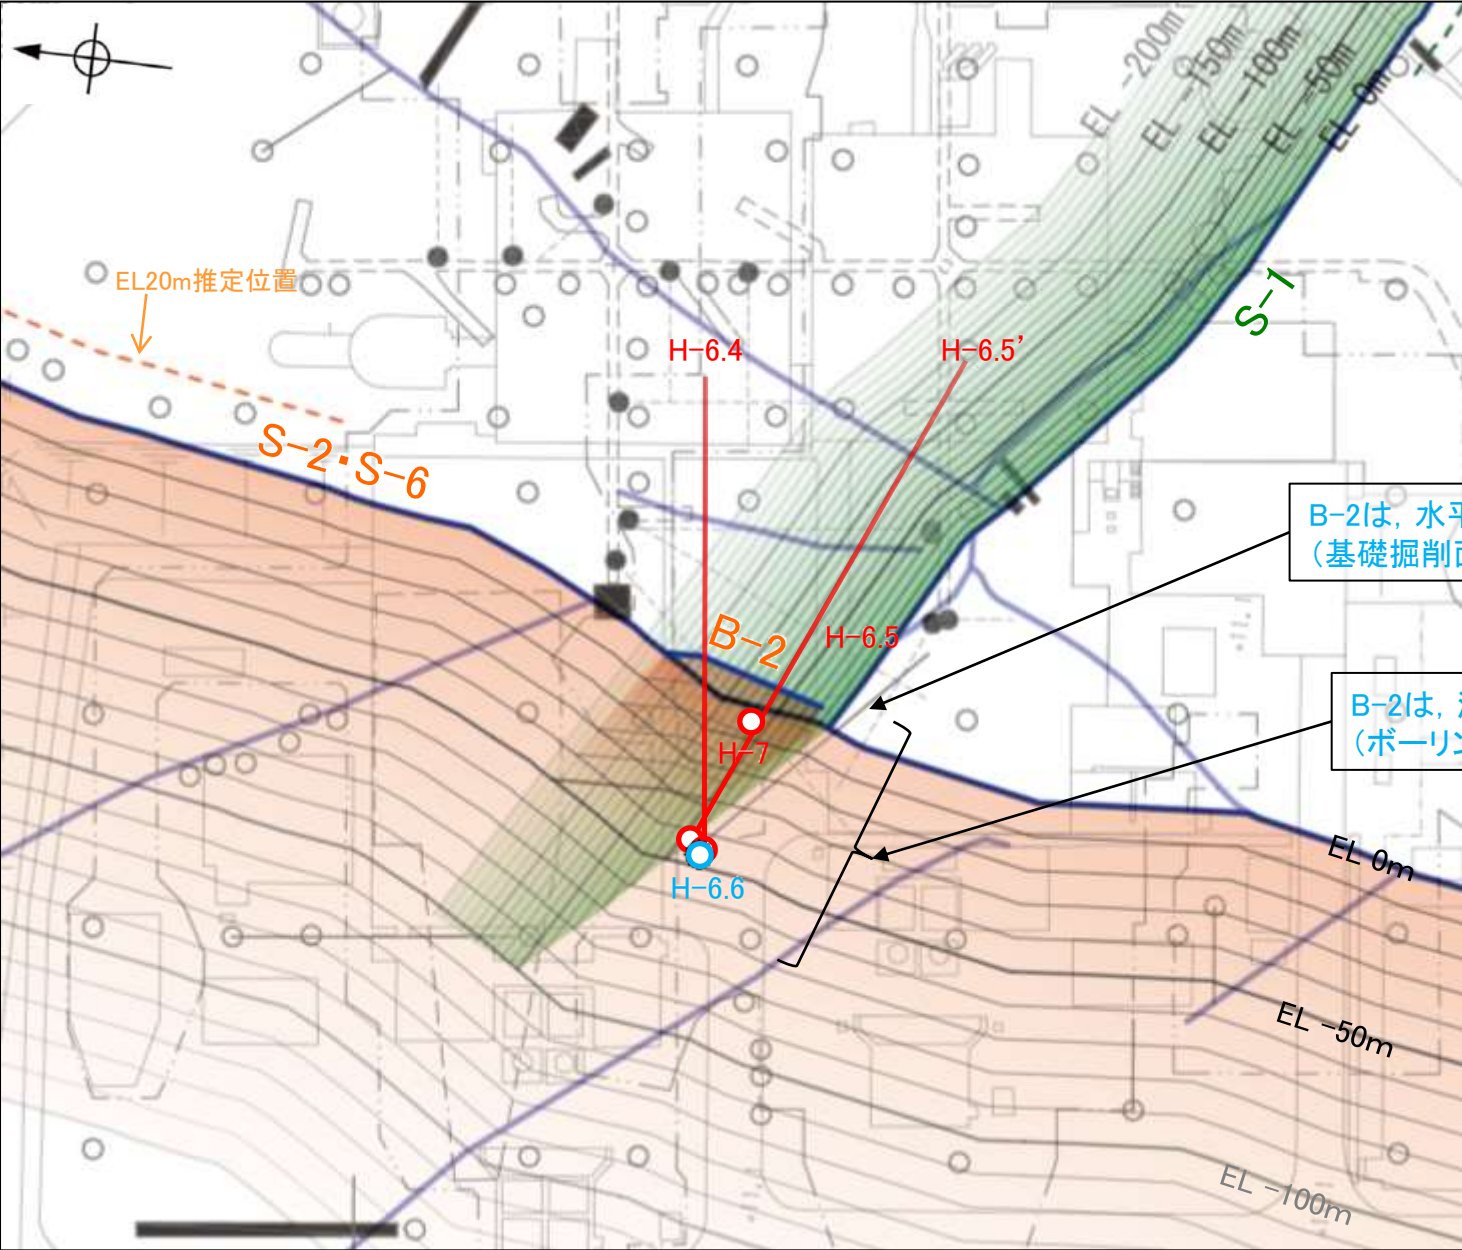 EL -200m
EL -150m
EL -100m
EL -50m
EL 0m
EL20m推定位置
S-1
H-6.4
H-6.5’
S-2・S-6
B-2は, 水平
(基礎掘削面
B-2
H-6.5
B-2は,
(ボーリン
H-7
EL 0m
H-6.6
EL -50m
EL -100m